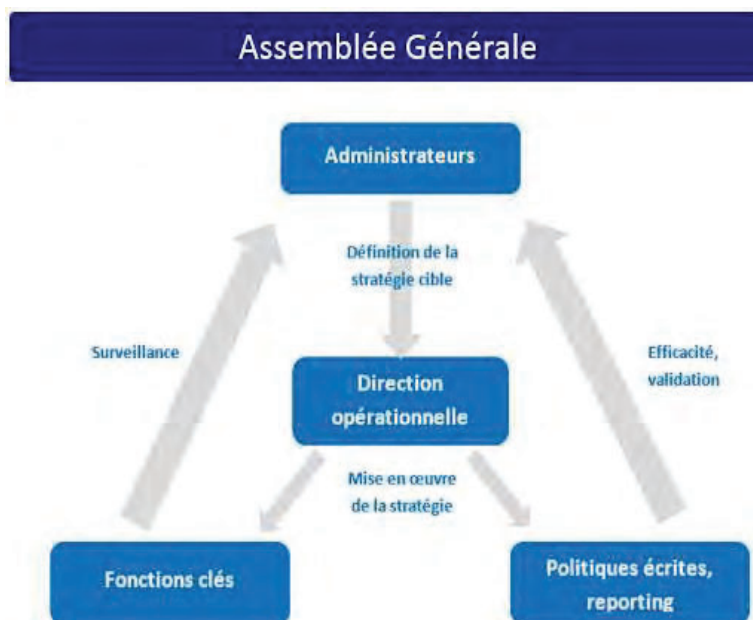 Assemblée Générale
Administrateurs
Définition de la
stratégie cible
Surveillance
Efficacité,
validation
Direction
opérationnelle
Mise en œuvre
de la stratégie
Fonctions clés
Politiques écrites,
reporting